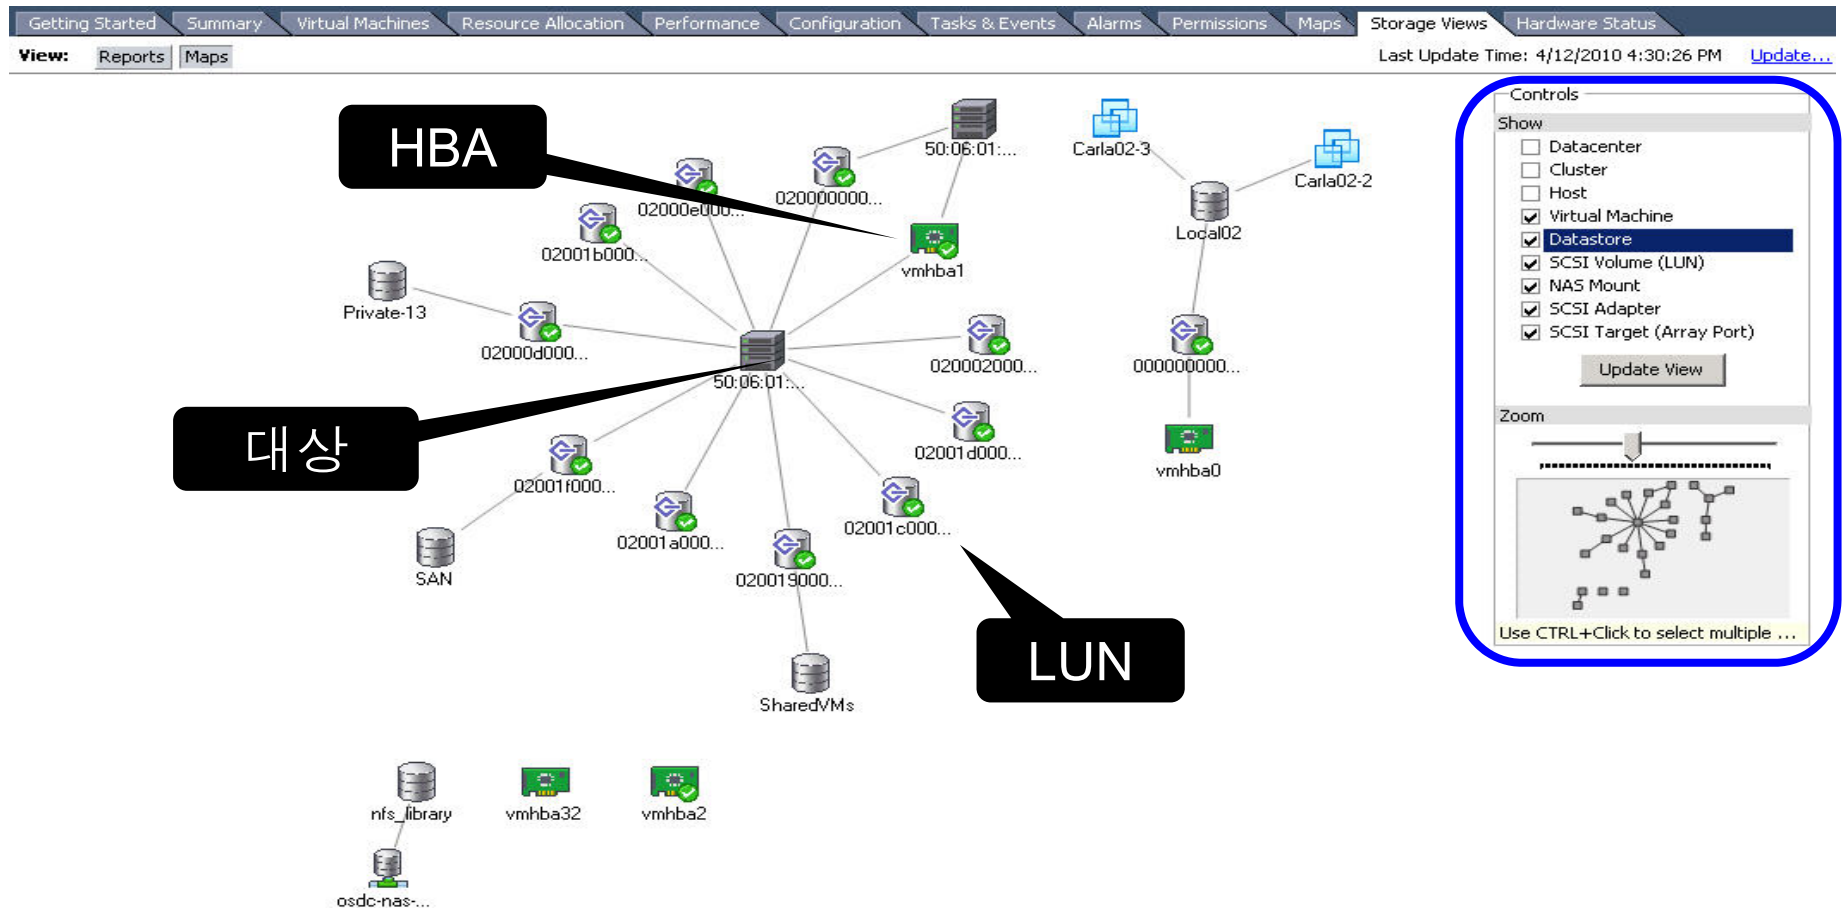 Getting Started Summary Virtual Machines Resource Allocation Performance Configuration Tasks & Events Alarms Permissions Maps Storage Views Hardware Status
View: Reports Maps
Last Update Time: 4/12/2010 4:30:26 PM Update...
HBA
50:06:01:...
Carla02-3
Carla02-2
020000000...
02000e000...
Local02
02001b000...
vmhba1
Private-13
02000d000...
020002000...
000000000...
50:06:01:...
대상
02001d000...
vmhba0
02001f000...
02001c000...
02001a000...
SAN
020019000...
LUN
SharedVMs
nfs_library
vmhba32
vmhba2
osdc-nas-...
Controls
Show
Datacenter
Cluster
Host
Virtual Machine
Datastore
SCSI Volume (LUN)
NAS Mount
SCSI Adapter
SCSI Target (Array Port)
Update View
Zoom
Use CTRL+Click to select multiple ...